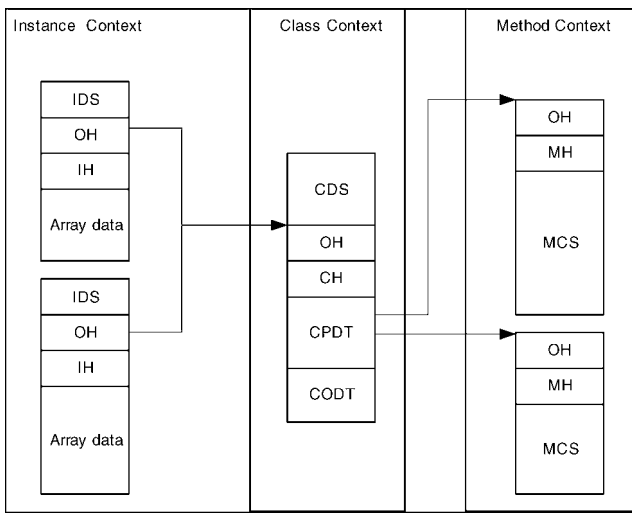 Instance Context
IDS
OH
IH
Array data
IDS
OH
IH
Array data
Class Context
CDS
OH
CH
CPDT
CODT
Method Context
OH
MH
MCS
OH
MH
MCS